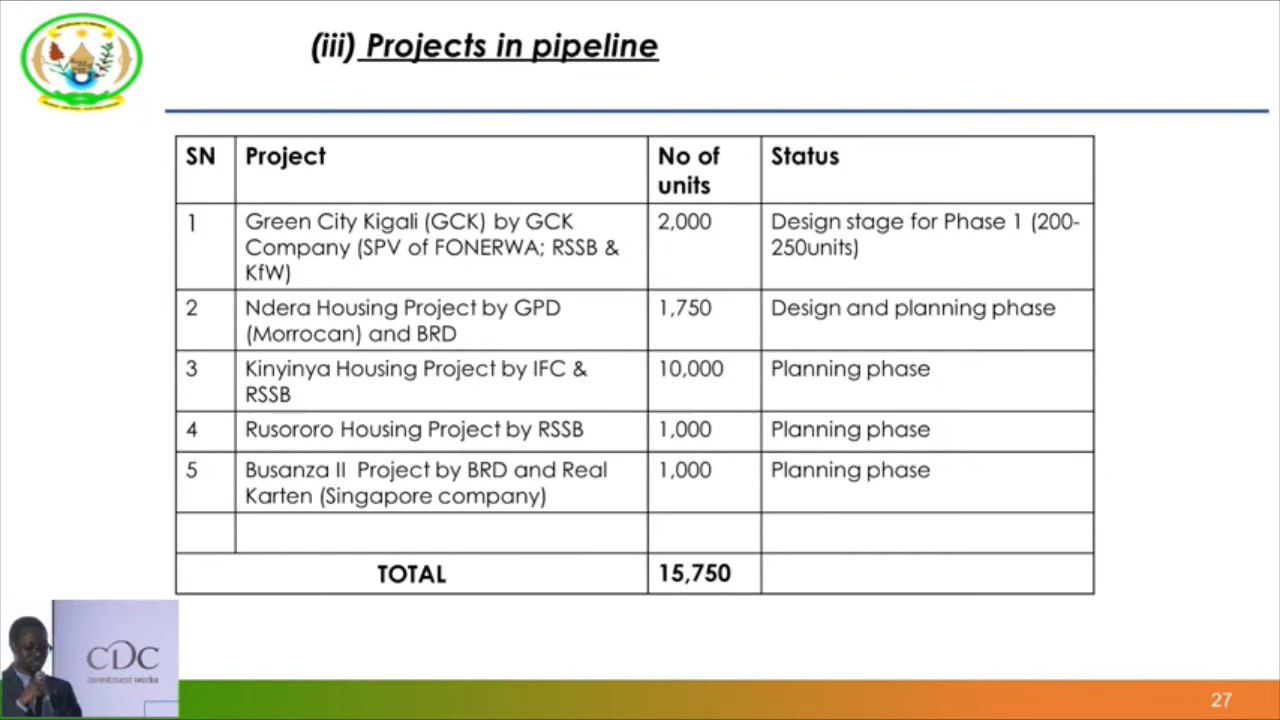 (iii) Projects in pipeline
SN Project No of units Status
1 Green City Kigali (GCK) by GCK Company (SPV of FONERWA; RSSB & KfW) 2,000 Design stage for Phase 1 (200-250units)
2 Ndera Housing Project by GPD (Morrocan) and BRD 1,750 Design and planning phase
3 Kinyinya Housing Project by IFC & RSSB 10,000 Planning phase
4 Rusororo Housing Project by RSSB 1,000 Planning phase
5 Busanza II Project by BRD and Real Karten (Singapore company) 1,000 Planning phase
TOTAL 15,750
CDC
Investment works
27